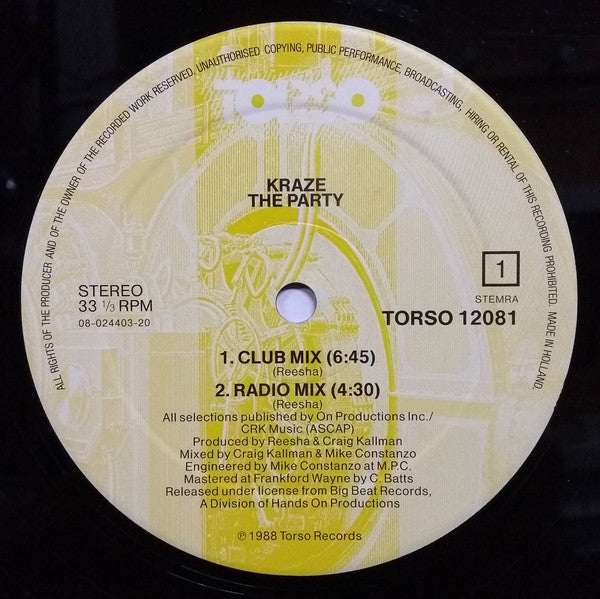 ALL RIGHTS OF THE PRODUCER AND OF THE OWNER OF THE RECORDED WORK RESERVED. UNAUTHORISED COPYING, PUBLIC PERFORMANCE, BROADCASTING, HIRING OR RENTAL OF THIS RECORDING PROHIBITED. MADE IN HOLLAND.
TORSO
KRAZE
THE PARTY
STEREO
33 ⅓ RPM
08-024403-20
1
STEMRA
TORSO 12081
1. CLUB MIX (6:45)
(Reesha)
2. RADIO MIX (4:30)
(Reesha)
All selections published by On Productions Inc./
CRK Music (ASCAP)
Produced by Reesha & Craig Kallman
Mixed by Craig Kallman & Mike Constanzo
Engineered by Mike Constanzo at M.P.C.
Mastered at Frankford Wayne by C. Batts
Released under license from Big Beat Records,
A Division of Hands On Productions
℗ 1988 Torso Records